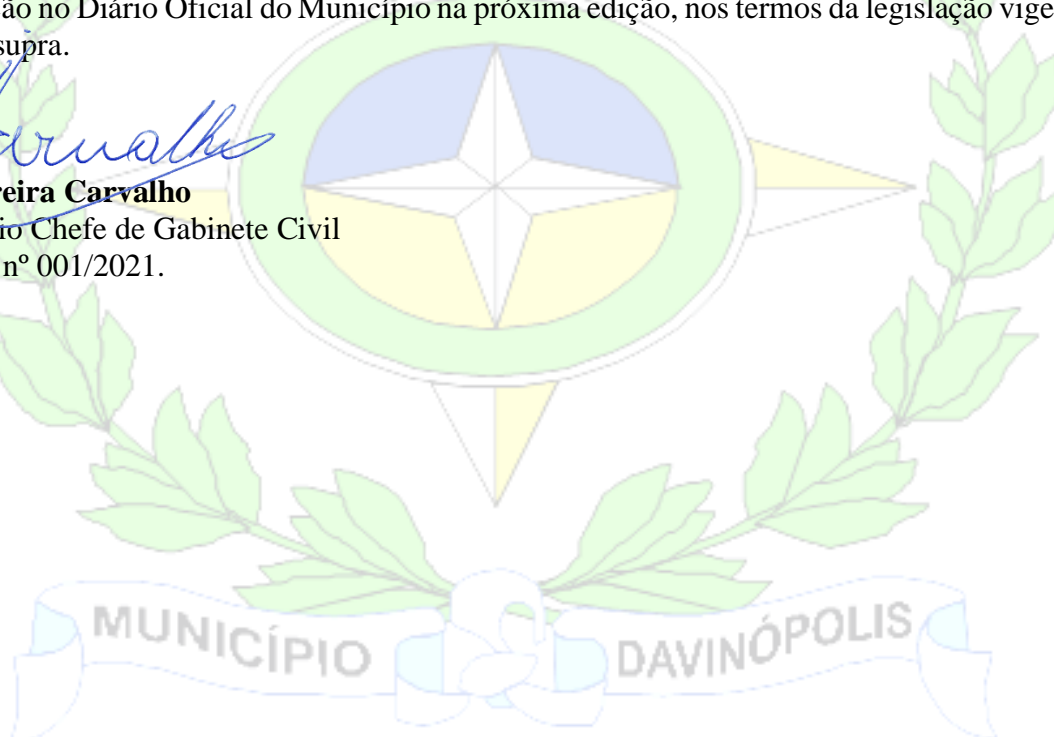 ão no Diário Oficial do Município na próxima edição, nos termos da legislação vige
supra.
arvalho
reira Carvalho
io Chefe de Gabinete Civil
nº 001/2021.
MUNICÍPIO DAVINÓPOLIS